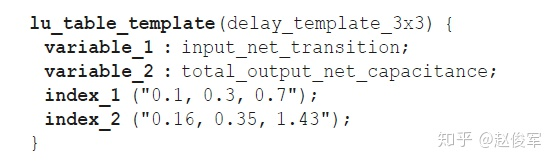 lu_table_template(delay_template_3x3) {
variable_1 : input_net_transition;
variable_2 : total_output_net_capacitance;
index_1 ("0.1, 0.3, 0.7");
index_2 ("0.16, 0.35, 1.43");
}
知乎 @赵俊军